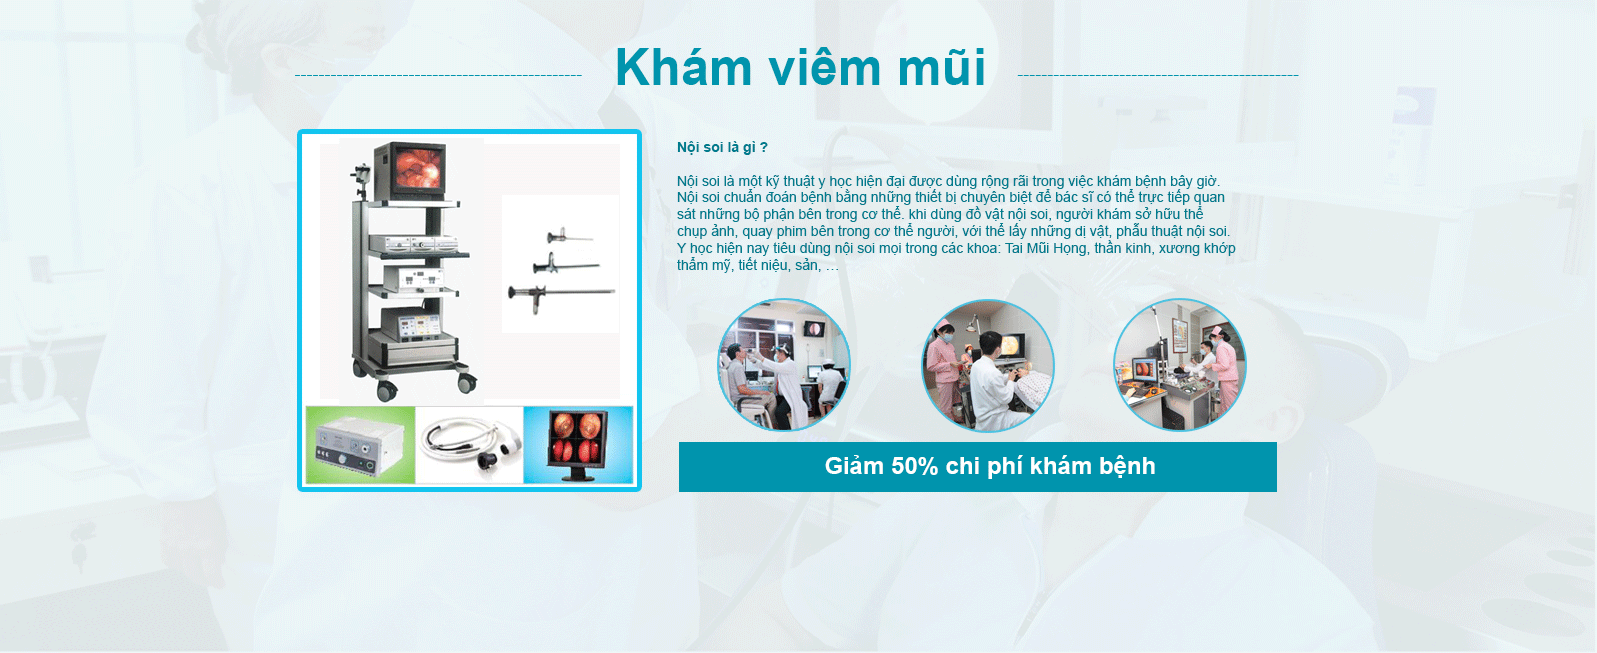 Khám viêm mũi
Nội soi là gì ?
Nội soi là một kỹ thuật y học hiện đại được dùng rộng rãi trong việc khám bệnh bây giờ.
Nội soi chuẩn đoán bệnh bằng những thiết bị chuyên biệt để bác sĩ có thể trực tiếp quan
sát những bộ phận bên trong cơ thể. khi dùng đồ vật nội soi, người khám sở hữu thể
chụp ảnh, quay phim bên trong cơ thể người, với thể lấy những dị vật, phẫu thuật nội soi.
Y học hiện nay tiêu dùng nội soi mọi trong các khoa: Tai Mũi Họng, thần kinh, xương khớp
thẩm mỹ, tiết niệu, sản, …
Giảm 50% chi phí khám bệnh